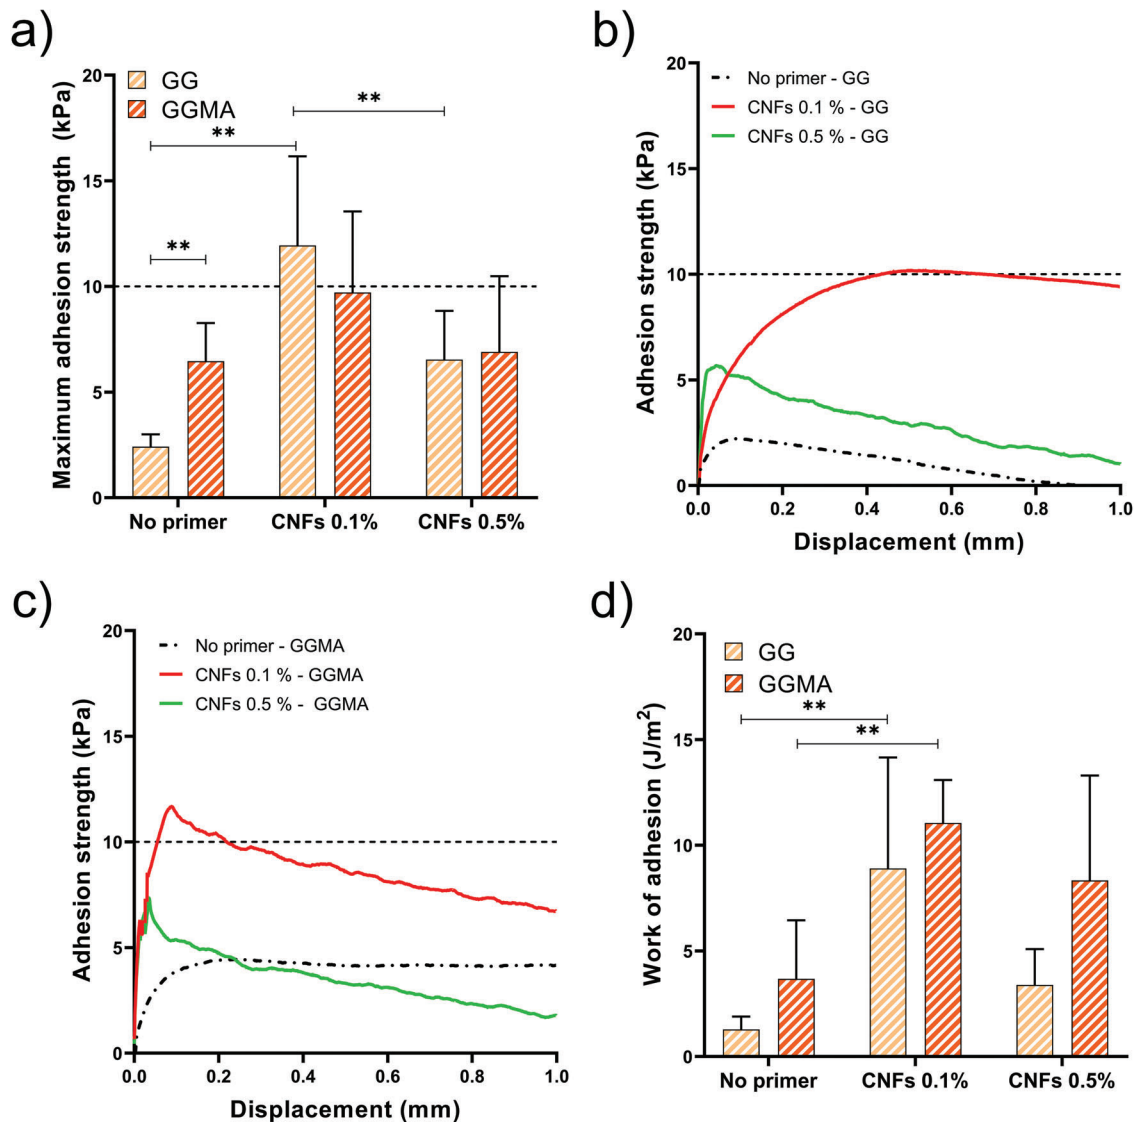 a)
GG
GGMA
**
**
**
Maximum adhesion strength (kPa)
20
15
10
5
0
No primer CNFs 0.1% CNFs 0.5%
b)
No primer - GG
CNFs 0.1 % - GG
CNFs 0.5 % - GG
Adhesion strength (kPa)
20
15
10
5
0
0.0 0.2 0.4 0.6 0.8 1.0
Displacement (mm)
c)
No primer - GGMA
CNFs 0.1 % - GGMA
CNFs 0.5 % - GGMA
Adhesion strength (kPa)
20
15
10
5
0
0.0 0.2 0.4 0.6 0.8 1.0
Displacement (mm)
d)
GG
GGMA
**
**
Work of adhesion (J/m²)
20
15
10
5
0
No primer CNFs 0.1% CNFs 0.5%